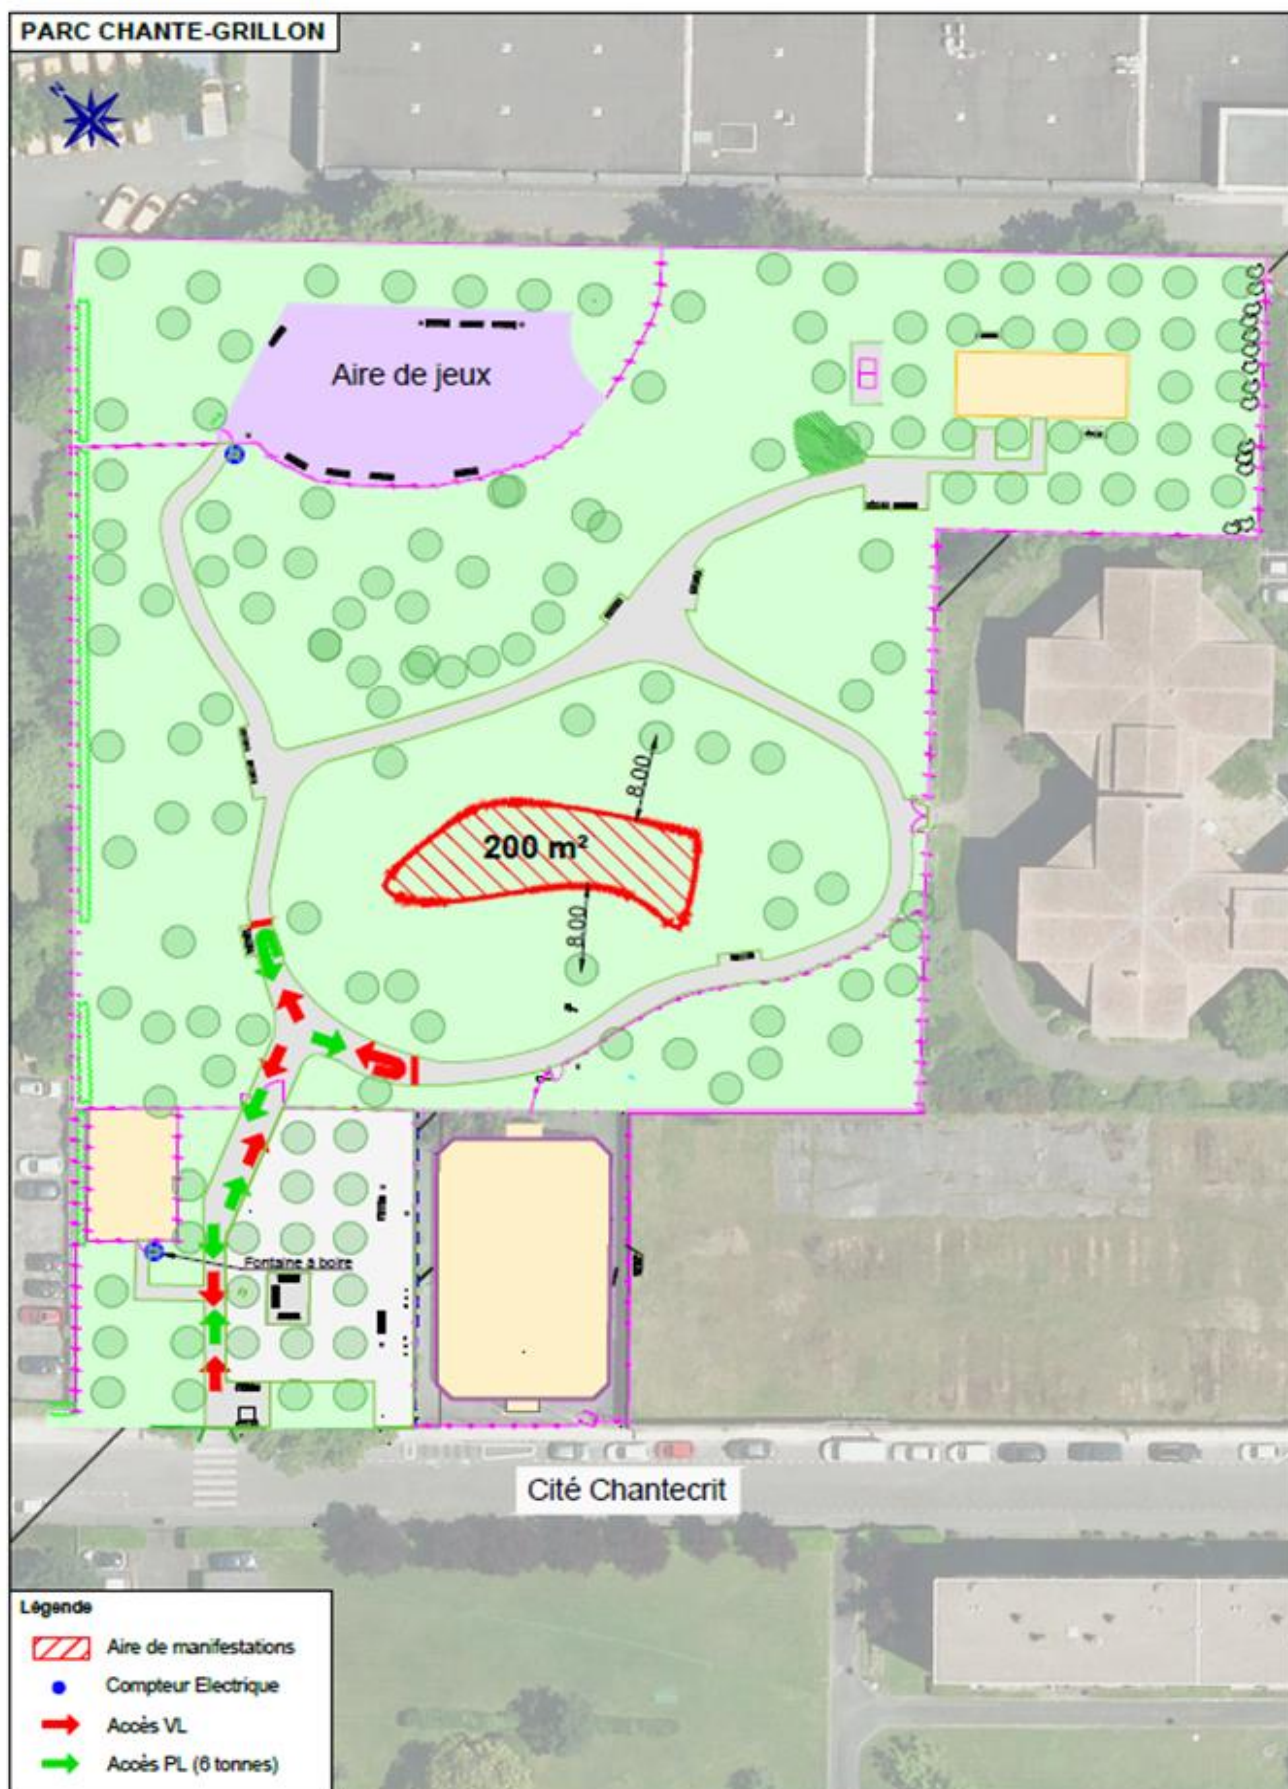 PARC CHANTE-GRILLON
N
Aire de jeux
8.00
200 m²
8.00
Fontaine à boire
Cité Chantecrit
Légende
Aire de manifestations
Compteur Electrique
Accès VL
Accès PL (6 tonnes)